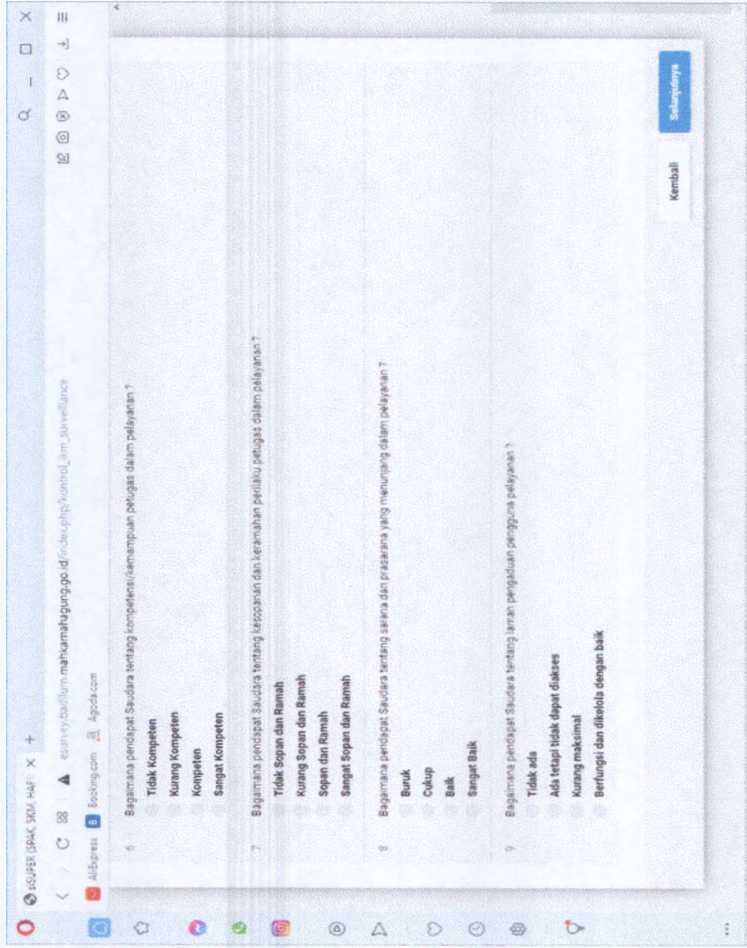 siSUPER (SPAK, SKM, HAFI
esurvey.badilum.mahkamahagung.go.id/index.php/kontrol_ikm_surveillance
AliExpress Booking.com Agoda.com
6 Bagaimana pendapat Saudara tentang kompetensi/kemampuan petugas dalam pelayanan ?
Tidak Kompeten
Kurang Kompeten
Kompeten
Sangat Kompeten
7 Bagaimana pendapat Saudara tentang kesopanan dan keramahan perilaku petugas dalam pelayanan ?
Tidak Sopan dan Ramah
Kurang Sopan dan Ramah
Sopan dan Ramah
Sangat Sopan dan Ramah
8 Bagaimana pendapat Saudara tentang sarana dan prasarana yang menunjang dalam pelayanan ?
Buruk
Cukup
Baik
Sangat Baik
9 Bagaimana pendapat Saudara tentang laman pengaduan pengguna pelayanan ?
Tidak ada
Ada tetapi tidak dapat diakses
Kurang maksimal
Berfungsi dan dikelola dengan baik
Kembali Selanjutnya